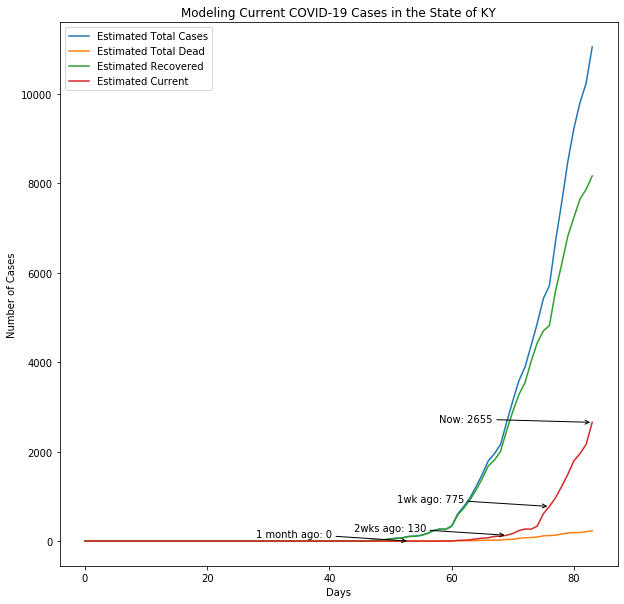 Modeling Current COVID-19 Cases in the State of KY
Estimated Total Cases
Estimated Total Dead
Estimated Recovered
Estimated Current
10000
8000
6000
4000
2000
0
Number of Cases
Now: 2655
1wk ago: 775
2wks ago: 130
1 month ago: 0
0 20 40 60 80
Days